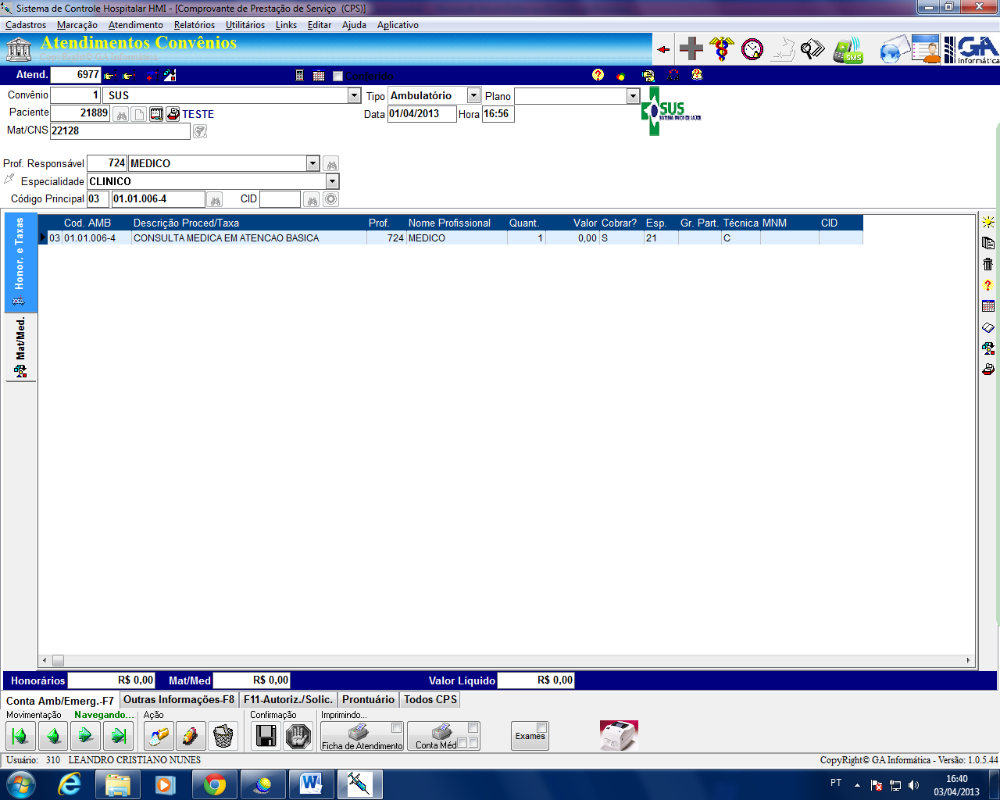 Sistema de Controle Hospitalar HMI - [Comprovante de Prestação de Serviço (CPS)]
Cadastros Marcação Atendimento Relatórios Utilitários Links Editar Ajuda Aplicativo
Atendimentos Convênios
CopyRight© GA Informática
SMS
GA
informática
Atend. 6977 Conferido
Convênio 1 SUS Tipo Ambulatório Plano
Paciente 21889 TESTE Data 01/04/2013 Hora 16:56
SUS
Mat/CNS 22128
Prof. Responsável 724 MEDICO
Especialidade CLINICO
Código Principal 03 01.01.006-4 CID
Honor. e Taxas
Mat/Med.
Cod. AMB Descrição Proced/Taxa Prof. Nome Profissional Quant. Valor Cobrar? Esp. Gr. Part. Técnica MNM CID
03 01.01.006-4 CONSULTA MEDICA EM ATENCAO BASICA 724 MEDICO 1 0,00 S 21 C
Honorários R$ 0,00 Mat/Med R$ 0,00 Valor Líquido R$ 0,00
Conta Amb/Emerg.-F7 Outras Informações-F8 F11-Autoriz./Solic. Prontuário Todos CPS
Movimentação Navegando... Ação Confirmação Imprimindo...
Ficha de Atendimento Conta Méd Exames
Usuário: 310 LEANDRO CRISTIANO NUNES CopyRight© GA Informática - Versão: 1.0.5.44
PT 16:40
03/04/2013